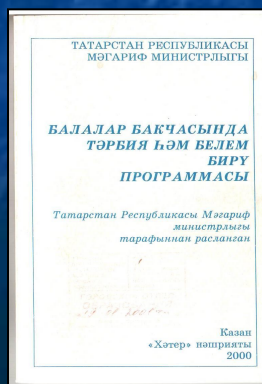 ТАТАРСТАН РЕСПУБЛИКАСЫ
МӘГАРИФ МИНИСТРЛЫГЫ
БАЛАЛАР БАКЧАСЫНДА
ТӘРБИЯ ҺӘМ БЕЛЕМ
БИРҮ
ПРОГРАММАСЫ
Татарстан Республикасы Мәгариф
министрлыгы
тарафыннан расланган
Казан
«Хәтер» нәшрияты
2000